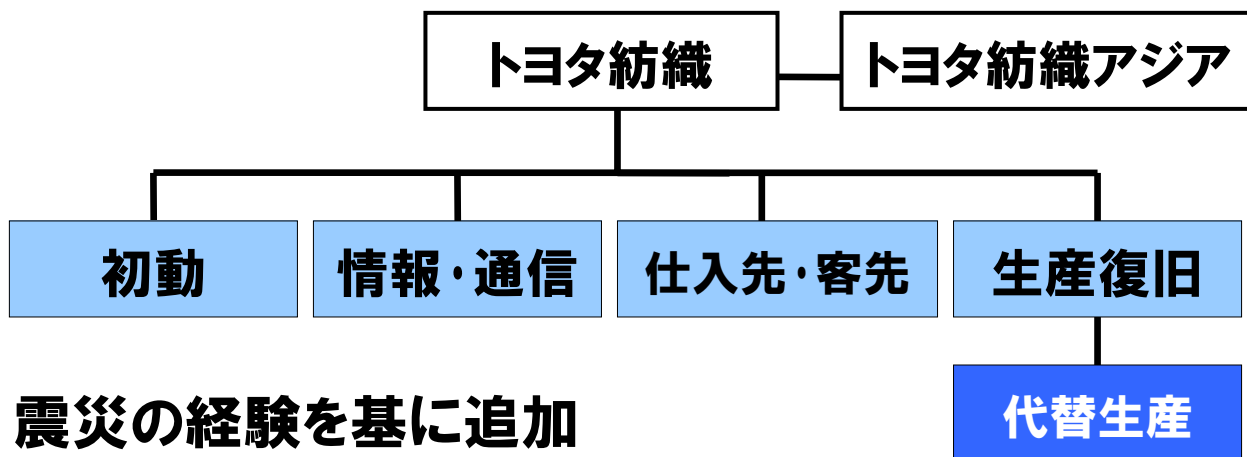 トヨタ紡織
トヨタ紡織アジア
初動
情報・通信
仕入先・客先
生産復旧
代替生産
震災の経験を基に追加